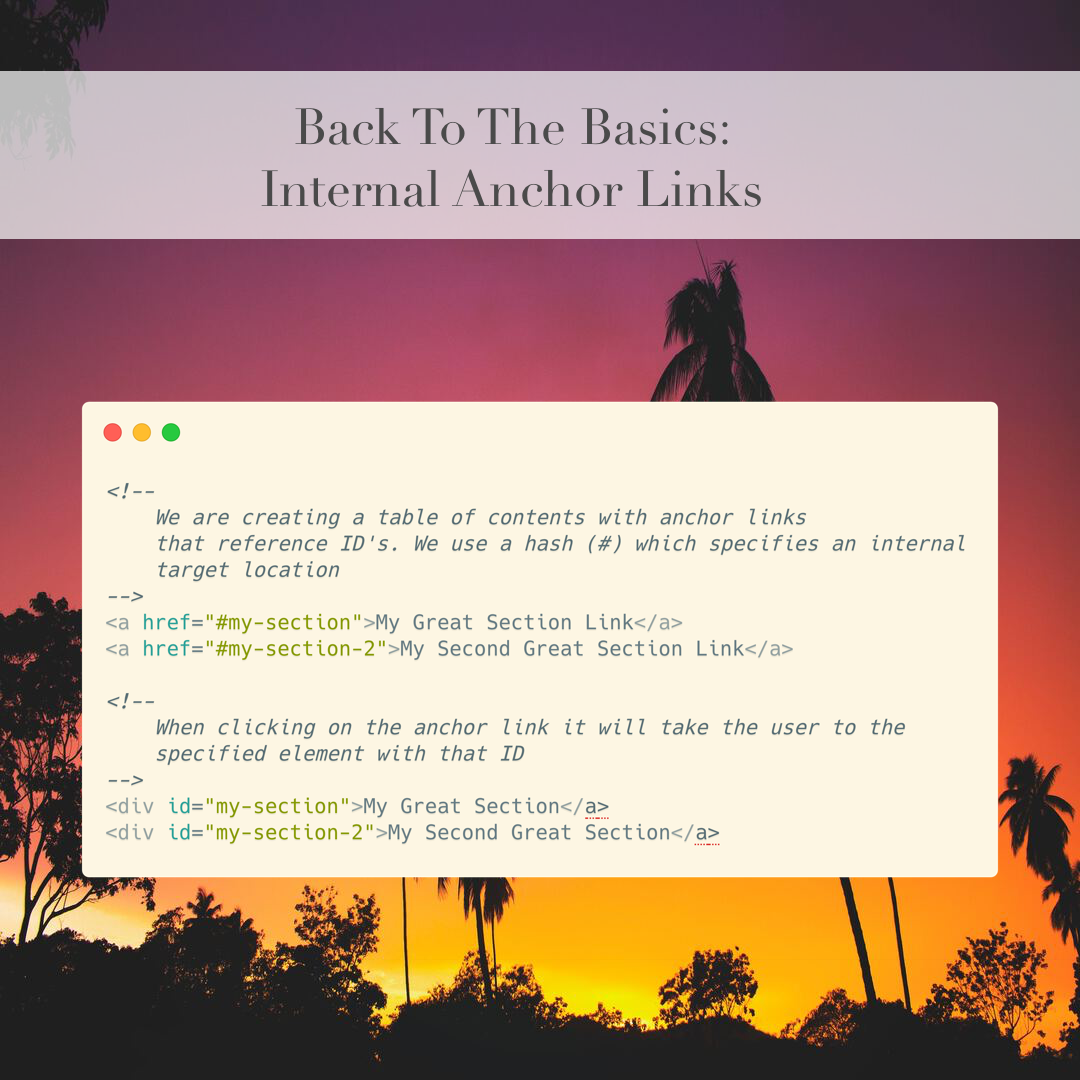 Back To The Basics:
Internal Anchor Links
<!--
We are creating a table of contents with anchor links
that reference ID's. We use a hash (#) which specifies an internal
target location
-->
<a href="#my-section">My Great Section Link</a>
<a href="#my-section-2">My Second Great Section Link</a>
<!--
When clicking on the anchor link it will take the user to the
specified element with that ID
-->
<div id="my-section">My Great Section</a>
<div id="my-section-2">My Second Great Section</a>